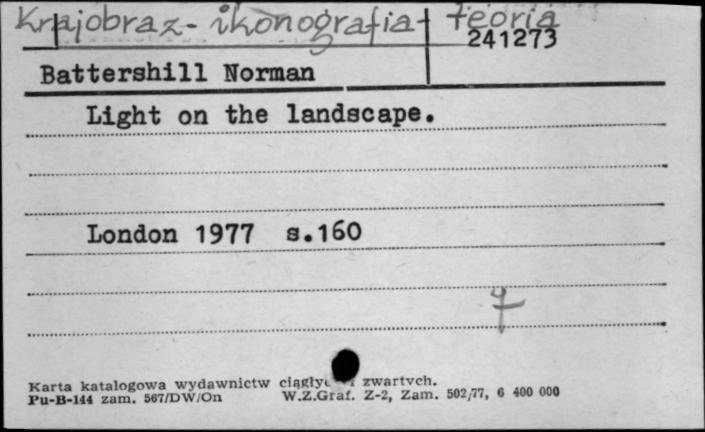 Krajobraz - ikonografia + teoria
241273
Battershill Norman
Light on the landscape.
London 1977 s.160
Karta katalogowa wydawnictw zwartych.
Pu-B-144 zam. 567/DW/On W.Z.Graf. Z-2, Zam. 502/77, 6 400 000